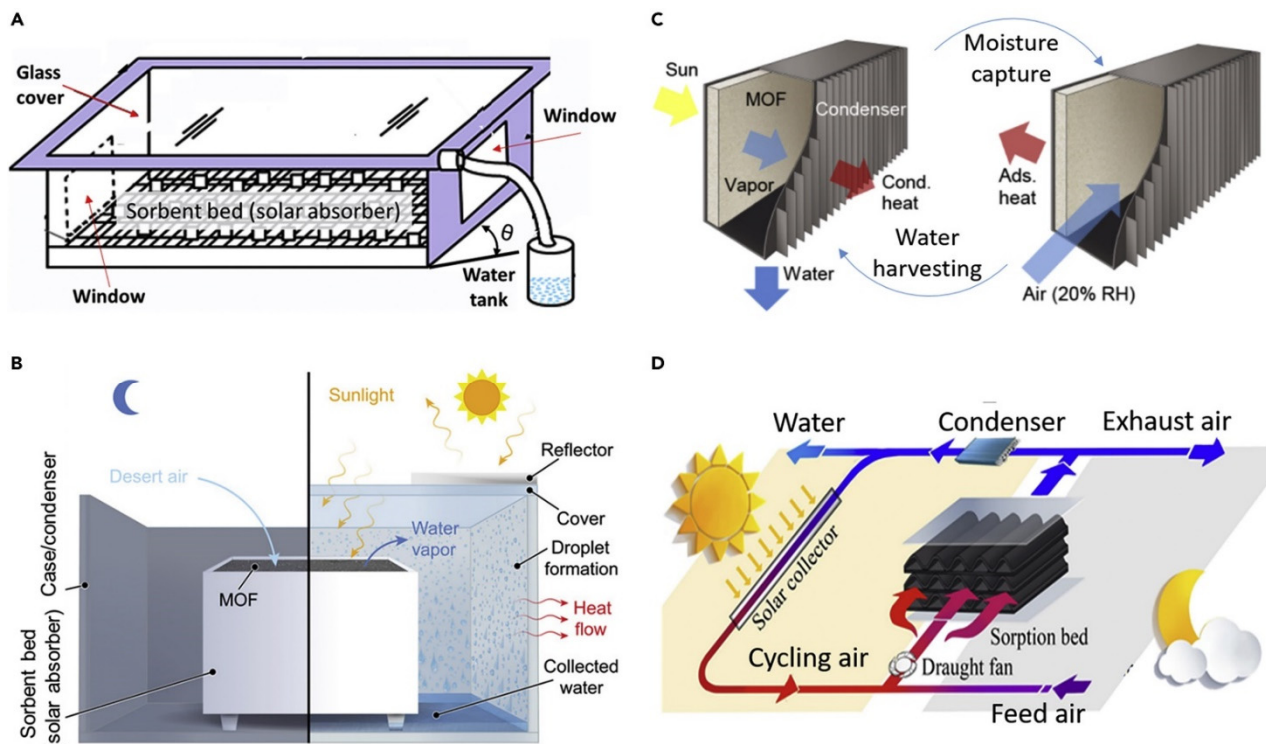 A
Glass
cover
Window
Sorbent bed (solar absorber)
θ
Window
Water
tank
B
Sunlight
Desert air
Water
vapor
MOF
Case/condenser
Sorbent bed
solar absorber)
Reflector
Cover
Droplet
formation
Heat
flow
Collected
water
C
Moisture
capture
Sun
MOF
Condenser
Vapor
Cond.
heat
Ads.
heat
Water
harvesting
Water
Air (20% RH)
D
Water
Condenser
Exhaust air
Solar collector
Sorption bed
Cycling air
Draught fan
Feed air